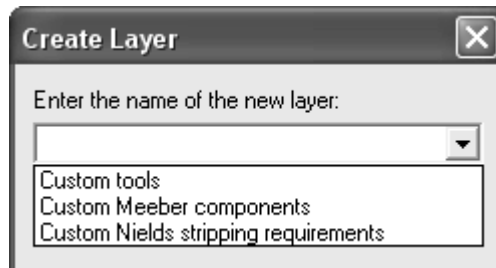 Create Layer
Enter the name of the new layer:
Custom tools
Custom Meeber components
Custom Nields stripping requirements